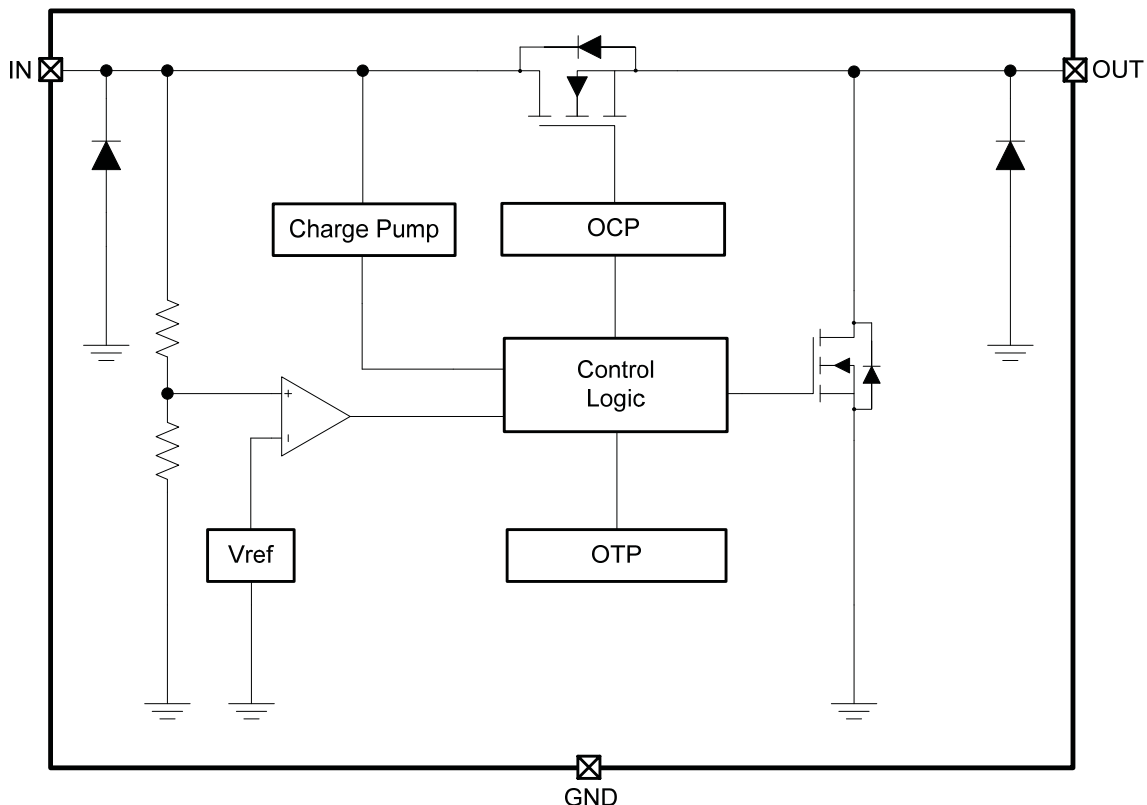 IN
OUT
Charge Pump
OCP
Control
Logic
+
-
Vref
OTP
GND